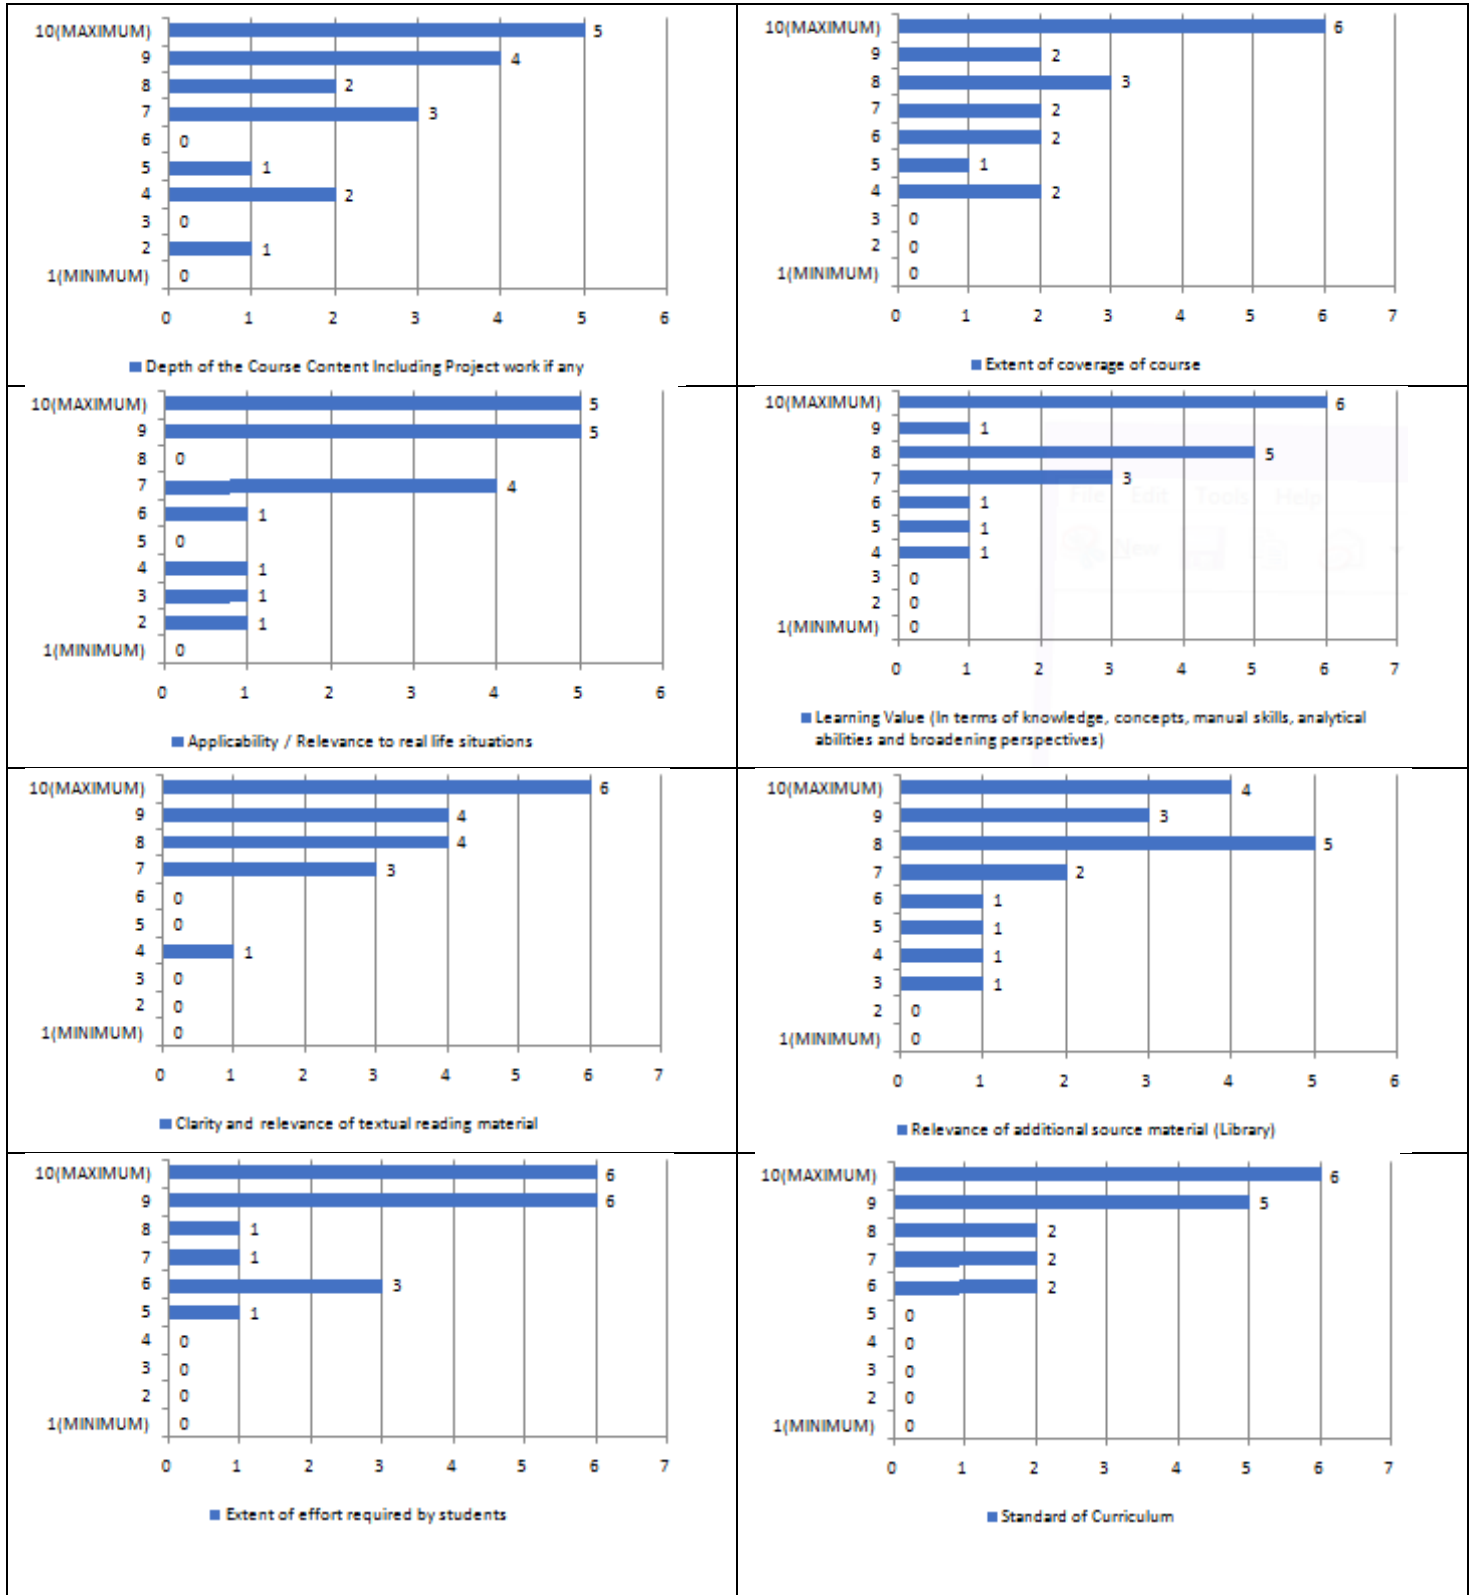 10(MAXIMUM) 5
9 4
8 2
7 3
6 0
5 1
4 2
3 0
2 1
1(MINIMUM) 0
0 1 2 3 4 5 6
Depth of the Course Content Including Project work if any
10(MAXIMUM) 6
9 2
8 3
7 2
6 2
5 1
4 2
3 0
2 0
1(MINIMUM) 0
0 1 2 3 4 5 6 7
Extent of coverage of course
10(MAXIMUM) 5
9 5
8 0
7 4
6 1
5 0
4 1
3 1
2 1
1(MINIMUM) 0
0 1 2 3 4 5 6
Applicability / Relevance to real life situations
10(MAXIMUM) 6
9 1
8 5
7 3
6 1
5 1
4 1
3 0
2 0
1(MINIMUM) 0
0 1 2 3 4 5 6 7
File Edit Tools Help
New
Learning Value (In terms of knowledge, concepts, manual skills, analytical
abilities and broadening perspectives)
10(MAXIMUM) 6
9 4
8 4
7 3
6 0
5 0
4 1
3 0
2 0
1(MINIMUM) 0
0 1 2 3 4 5 6 7
Clarity and relevance of textual reading material
10(MAXIMUM) 4
9 3
8 5
7 2
6 1
5 1
4 1
3 1
2 0
1(MINIMUM) 0
0 1 2 3 4 5 6
Relevance of additional source material (Library)
10(MAXIMUM) 6
9 6
8 1
7 1
6 3
5 1
4 0
3 0
2 0
1(MINIMUM) 0
0 1 2 3 4 5 6 7
Extent of effort required by students
10(MAXIMUM) 6
9 5
8 2
7 2
6 2
5 0
4 0
3 0
2 0
1(MINIMUM) 0
0 1 2 3 4 5 6 7
Standard of Curriculum